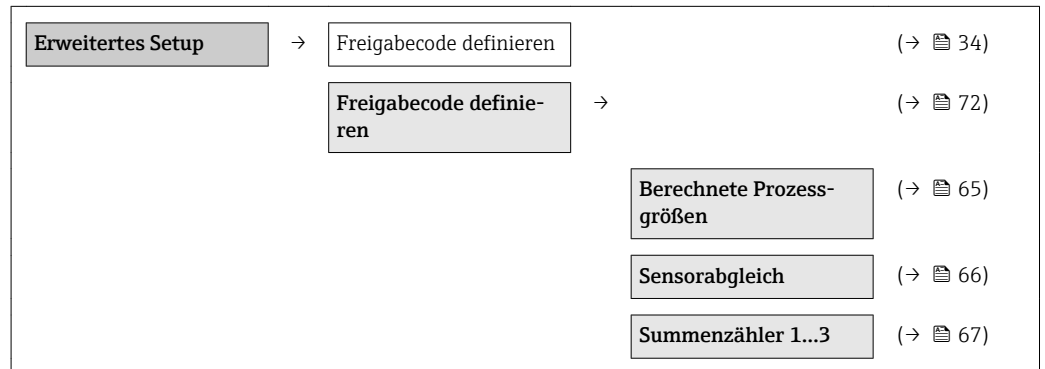 Erweitertes Setup → Freigabecode definieren (→ 34)
Freigabecode definie-
ren → (→ 72)
Berechnete Prozess-
größen (→ 65)
Sensorabgleich (→ 66)
Summenzähler 1...3 (→ 67)